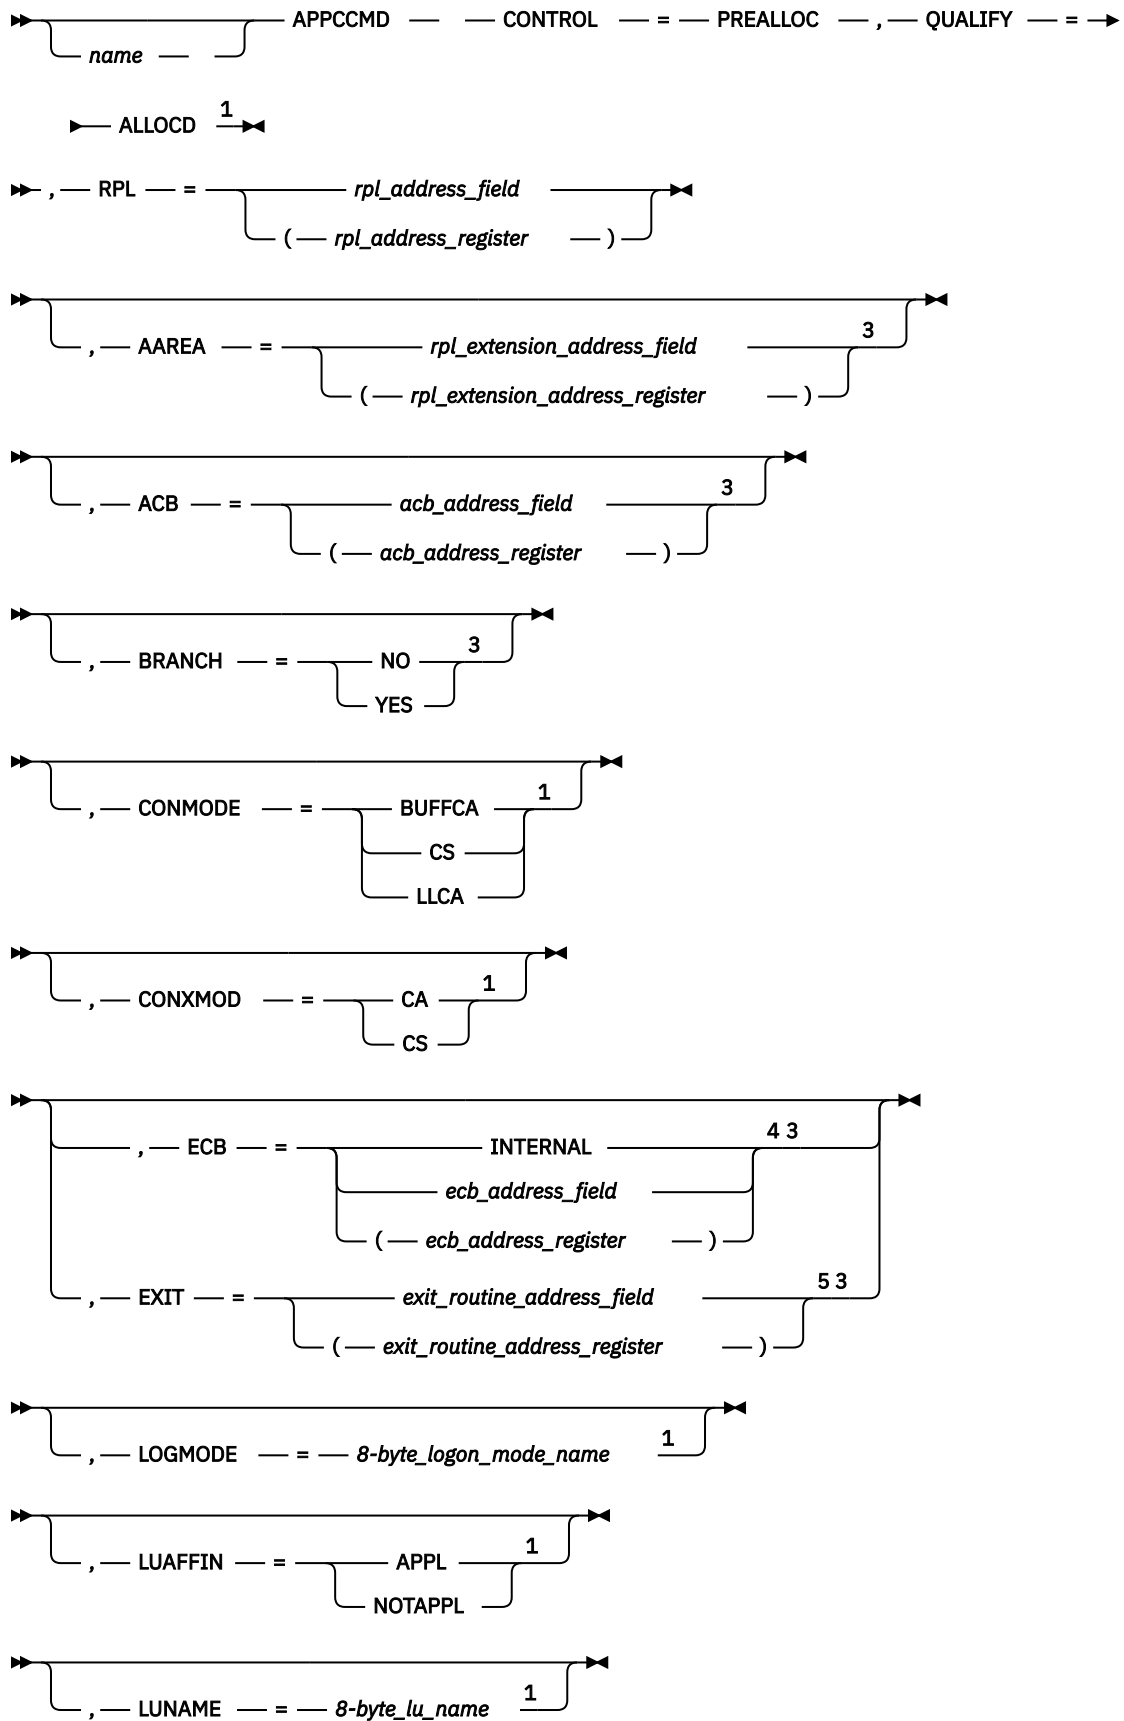 APPCCMD CONTROL = PREALLOC , QUALIFY =
name
ALLOCD 1
, RPL = rpl_address_field
( rpl_address_register )
, AAREA = rpl_extension_address_field 3
( rpl_extension_address_register )
, ACB = acb_address_field 3
( acb_address_register )
, BRANCH = NO 3
YES
, CONMODE = BUFFCA 1
CS
LLCA
, CONXMOD = CA 1
CS
, ECB = INTERNAL 4 3
ecb_address_field
( ecb_address_register )
, EXIT = exit_routine_address_field 5 3
( exit_routine_address_register )
, LOGMODE = 8-byte_logon_mode_name 1
, LUAFFIN = APPL 1
NOTAPPL
, LUNAME = 8-byte_lu_name 1